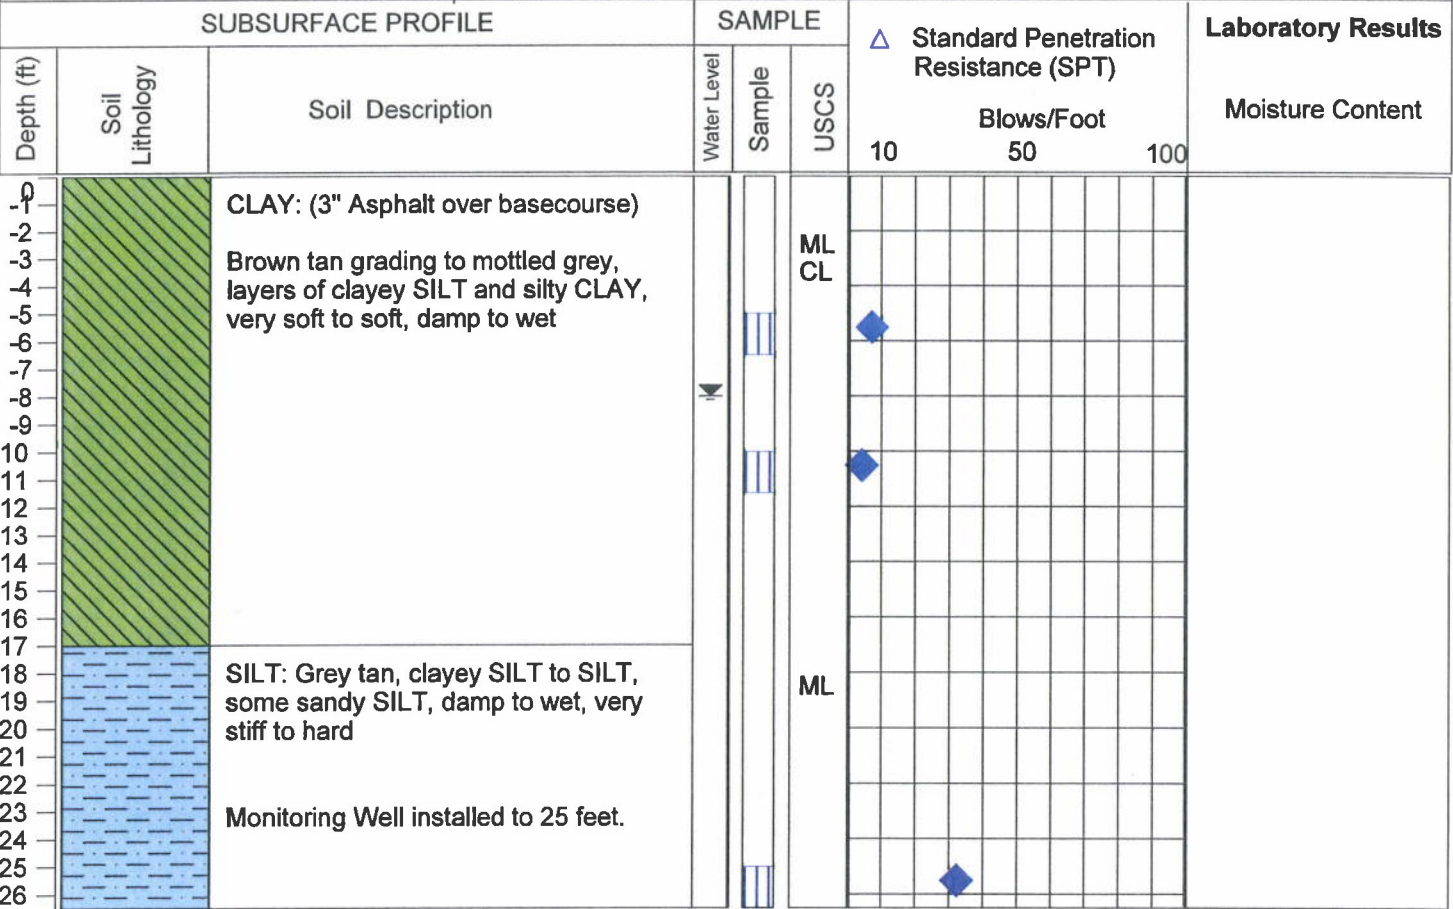 SUBSURFACE PROFILE
SAMPLE
△ Standard Penetration
Resistance (SPT)
Blows/Foot
10 50 100
Laboratory Results
Moisture Content
Depth (ft)
Soil
Lithology
Soil Description
Water Level
Sample
USCS
0
-1
-2
-3
-4
-5
-6
-7
-8
-9
10
11
12
13
14
15
16
17
18
19
20
21
22
23
24
25
26
CLAY: (3" Asphalt over basecourse)
Brown tan grading to mottled grey,
layers of clayey SILT and silty CLAY,
very soft to soft, damp to wet
ML
CL
SILT: Grey tan, clayey SILT to SILT,
some sandy SILT, damp to wet, very
stiff to hard
ML
Monitoring Well installed to 25 feet.